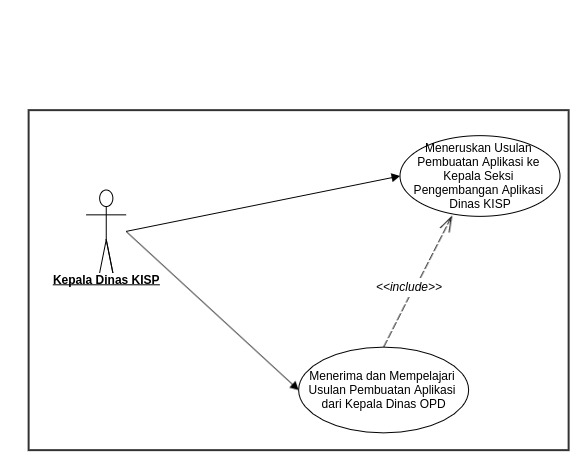 Meneruskan Usulan
Pembuatan Aplikasi ke
Kepala Seksi
Pengembangan Aplikasi
Dinas KISP
Kepala Dinas KISP
<<include>>
Menerima dan Mempelajari
Usulan Pembuatan Aplikasi
dari Kepala Dinas OPD